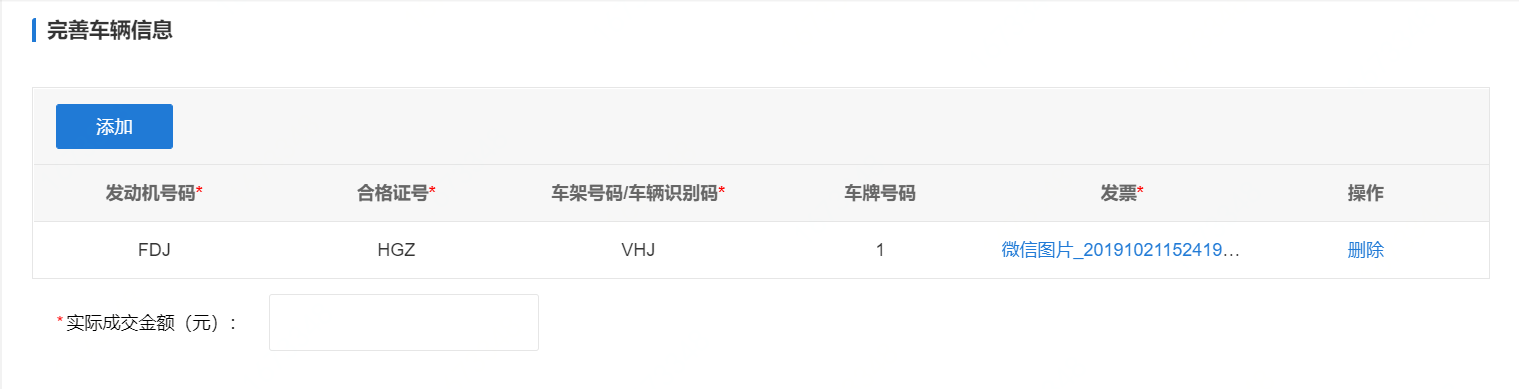 完善车辆信息
添加
发动机号码* 合格证号* 车架号码/车辆识别码* 车牌号码 发票* 操作
FDJ HGZ VHJ 1 微信图片_20191021152419... 删除
*实际成交金额（元）：